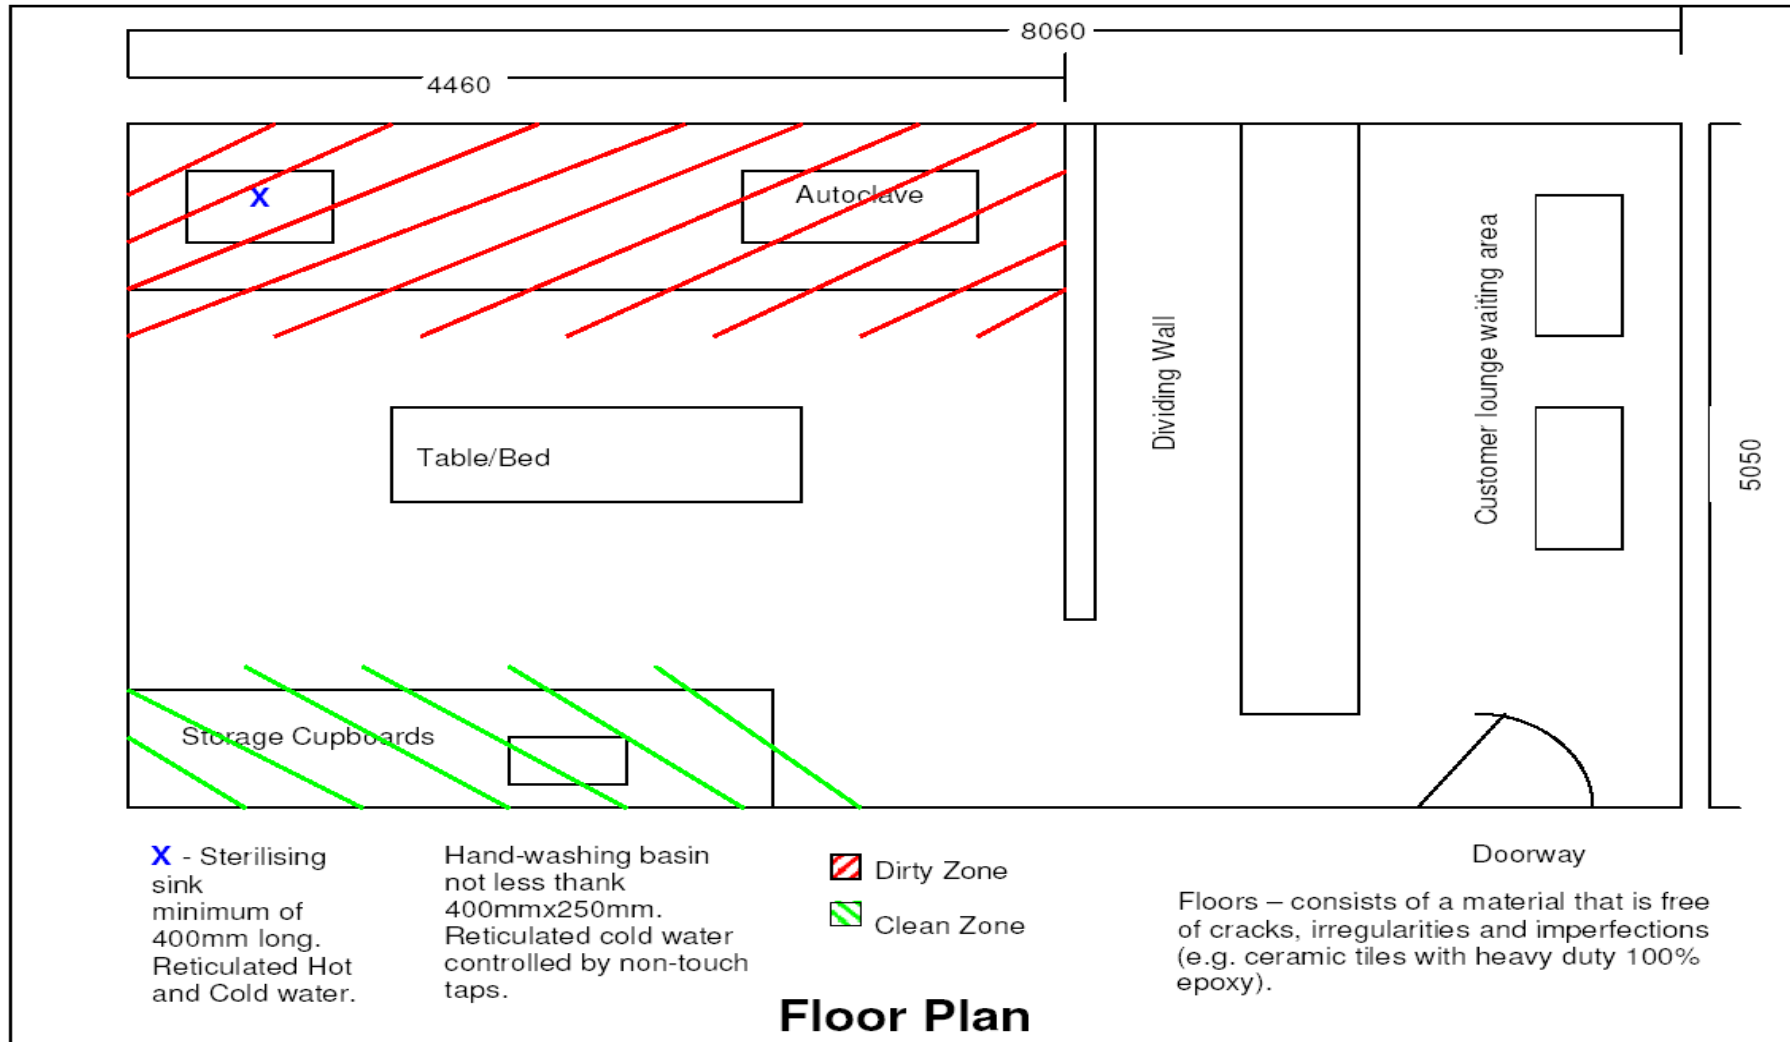 8060
4460
X
Autoclave
Customer lounge waiting area
Dividing Wall
Table/Bed
5050
Storage Cupboards
X - Sterilising
sink
minimum of
400mm long.
Reticulated Hot
and Cold water.
Hand-washing basin
not less thank
400mmx250mm.
Reticulated cold water
controlled by non-touch
taps.
Dirty Zone
Clean Zone
Doorway
Floors – consists of a material that is free
of cracks, irregularities and imperfections
(e.g. ceramic tiles with heavy duty 100%
epoxy).
Floor Plan